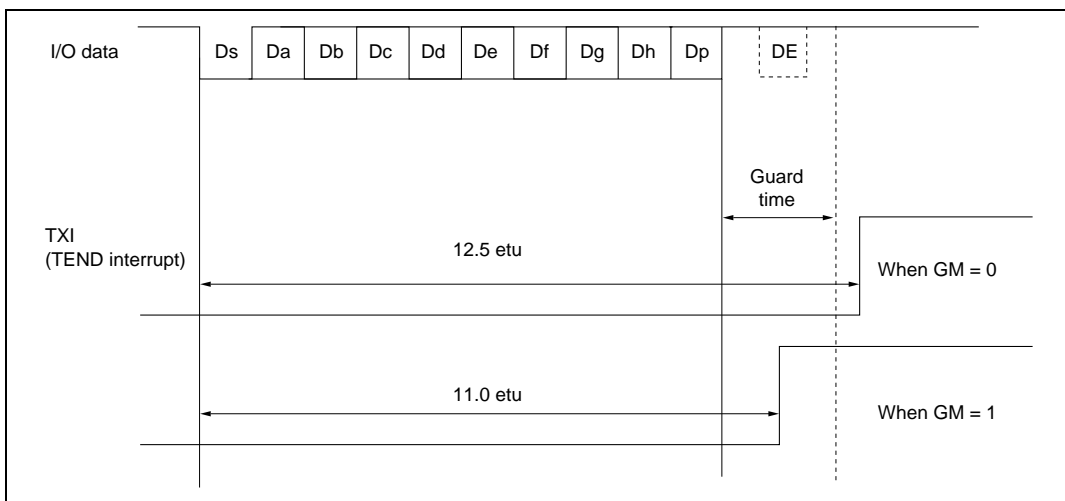 I/O data
Ds Da Db Dc Dd De Df Dg Dh Dp DE
Guard
time
TXI
(TEND interrupt)
12.5 etu
When GM = 0
11.0 etu
When GM = 1